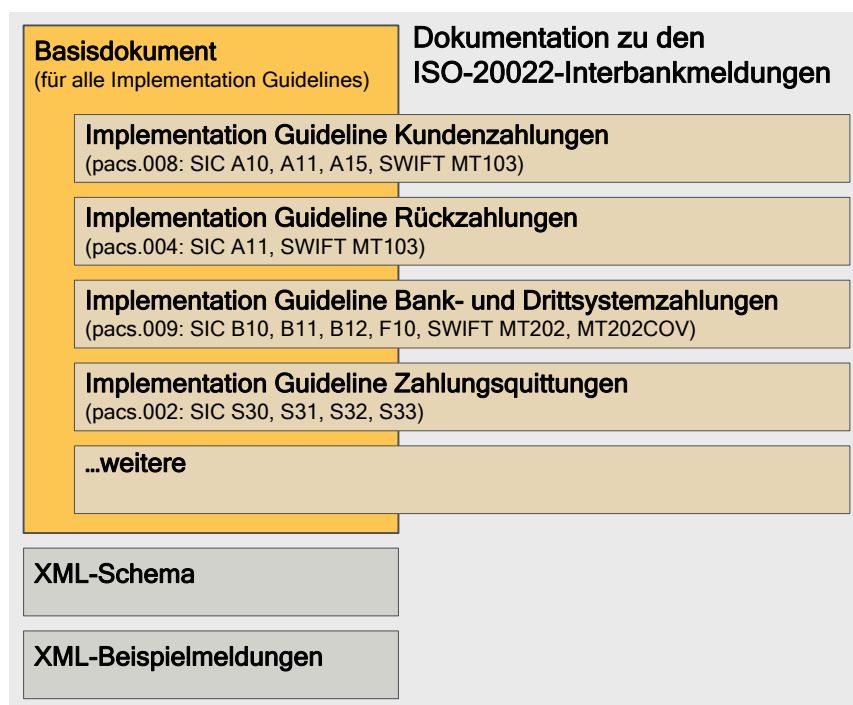 Basisdokument
(für alle Implementation Guidelines)
Dokumentation zu den
ISO-20022-Interbankmeldungen
Implementation Guideline Kundenzahlungen
(pacs.008: SIC A10, A11, A15, SWIFT MT103)
Implementation Guideline Rückzahlungen
(pacs.004: SIC A11, SWIFT MT103)
Implementation Guideline Bank- und Drittsystemzahlungen
(pacs.009: SIC B10, B11, B12, F10, SWIFT MT202, MT202COV)
Implementation Guideline Zahlungsquittungen
(pacs.002: SIC S30, S31, S32, S33)
...weitere
XML-Schema
XML-Beispielmeldungen